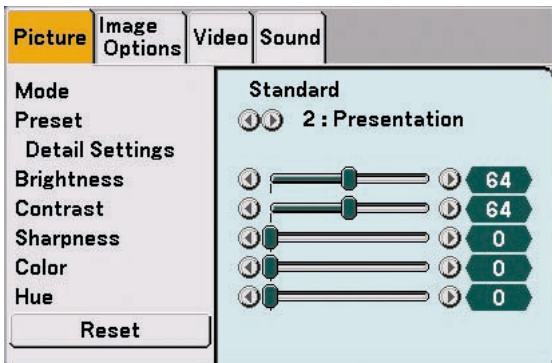 Picture
Image
Options
Video
Sound
Mode Standard
Preset 2 : Presentation
Detail Settings
Brightness 64
Contrast 64
Sharpness 0
Color 0
Hue 0
Reset